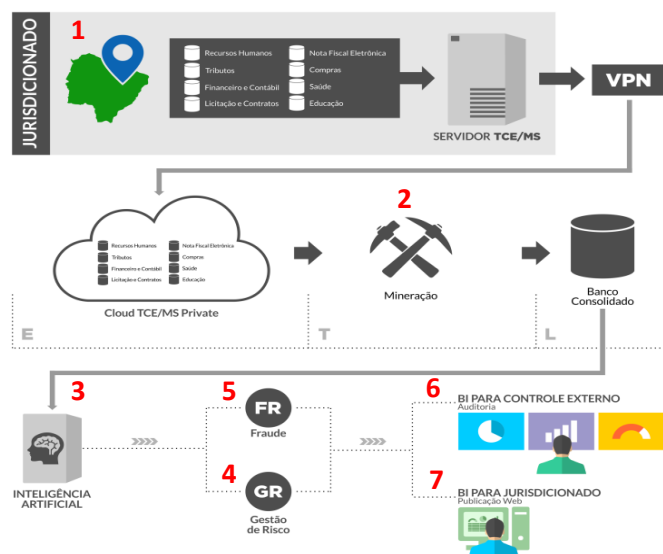 1
JURISDICIONADO
Recursos Humanos
Tributos
Financeiro e Contábil
Licitação e Contratos
Nota Fiscal Eletrônica
Compras
Saúde
Educação
SERVIDOR TCE/MS
VPN
Recursos Humanos
Tributos
Financeiro e Contábil
Licitação e Contratos
Nota Fiscal Eletrônica
Compras
Saúde
Educação
Cloud TCE/MS Private
2
Mineração
Banco
Consolidado
E
T
L
3
INTELIGÊNCIA
ARTIFICIAL
5
FR
Fraude
4
GR
Gestão
de Risco
6
BI PARA CONTROLE EXTERNO
Auditoria
7
BI PARA JURISDICIONADO
Publicação Web